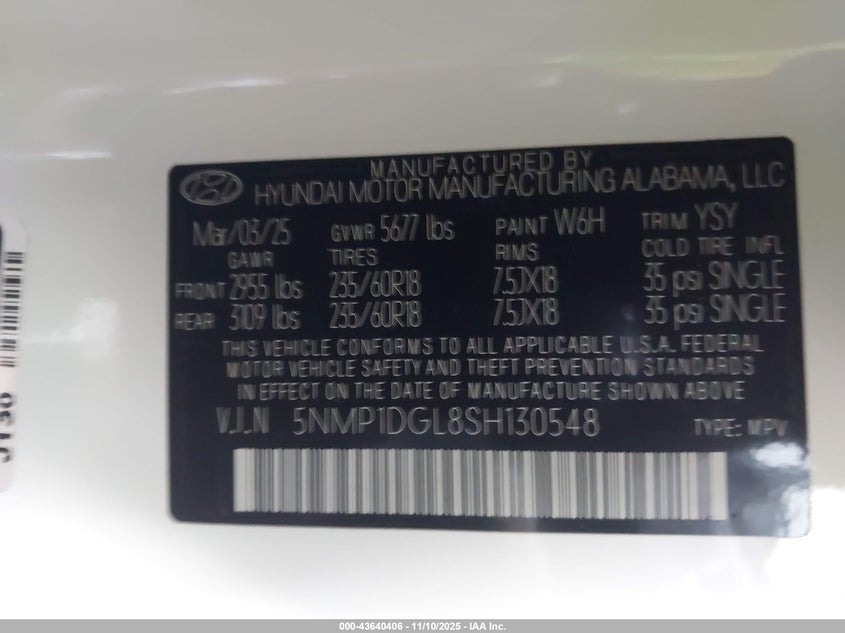 MANUFACTURED BY
HYUNDAI MOTOR MANUFACTURING ALABAMA, LLC
Mar/03/25 GVWR 5677 lbs PAINT W6H TRIM YSY
GAWR TIRES RIMS COLD TIRE INFL
FRONT 2955 lbs 235/60R18 7.5JX18 35 psi SINGLE
REAR 3109 lbs 235/60R18 7.5JX18 35 psi SINGLE
THIS VEHICLE CONFORMS TO ALL APPLICABLE U.S.A. FEDERAL
MOTOR VEHICLE SAFETY AND THEFT PREVENTION STANDARDS
IN EFFECT ON THE DATE OF MANUFACTURE SHOWN ABOVE.
V.I.N 5NMP1DGL8SH130548 TYPE: MPV
000-43640406 - 11/10/2025 - IAA Inc.